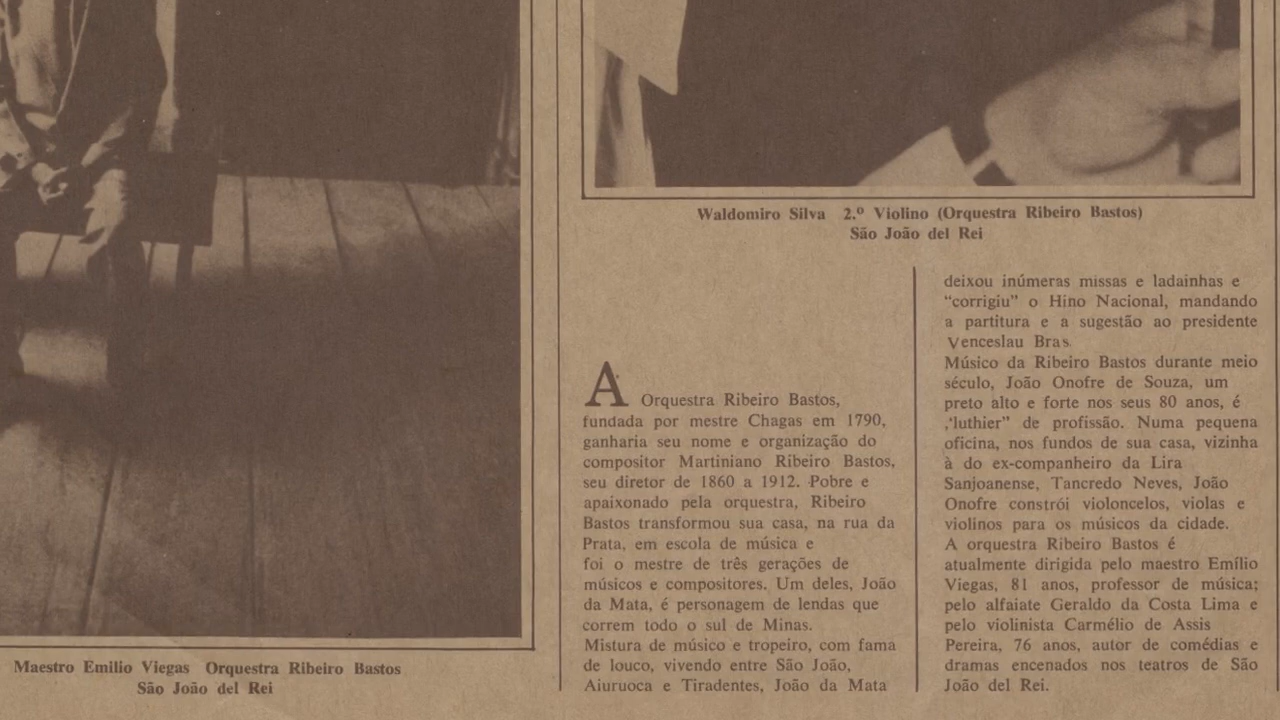 Maestro Emilio Viegas Orquestra Ribeiro Bastos
São João del Rei
Waldomiro Silva 2.º Violino (Orquestra Ribeiro Bastos)
São João del Rei
A Orquestra Ribeiro Bastos,
fundada por mestre Chagas em 1790,
ganharia seu nome e organização do
compositor Martiniano Ribeiro Bastos,
seu diretor de 1860 a 1912. Pobre e
apaixonado pela orquestra, Ribeiro
Bastos transformou sua casa, na rua da
Prata, em escola de música e
foi o mestre de três gerações de
músicos e compositores. Um deles, João
da Mata, é personagem de lendas que
correm todo o sul de Minas.
Mistura de músico e tropeiro, com fama
de louco, vivendo entre São João,
Aiuruoca e Tiradentes, João da Mata
deixou inúmeras missas e ladainhas e
“corrigiu” o Hino Nacional, mandando
a partitura e a sugestão ao presidente
Venceslau Bras.
Músico da Ribeiro Bastos durante meio
século, João Onofre de Souza, um
preto alto e forte nos seus 80 anos, é
,‘luthier” de profissão. Numa pequena
oficina, nos fundos de sua casa, vizinha
à do ex-companheiro da Lira
Sanjoanense, Tancredo Neves, João
Onofre constrói violoncelos, violas e
violinos para os músicos da cidade.
A orquestra Ribeiro Bastos é
atualmente dirigida pelo maestro Emílio
Viegas, 81 anos, professor de música;
pelo alfaiate Geraldo da Costa Lima e
pelo violinista Carmélio de Assis
Pereira, 76 anos, autor de comédias e
dramas encenados nos teatros de São
João del Rei.